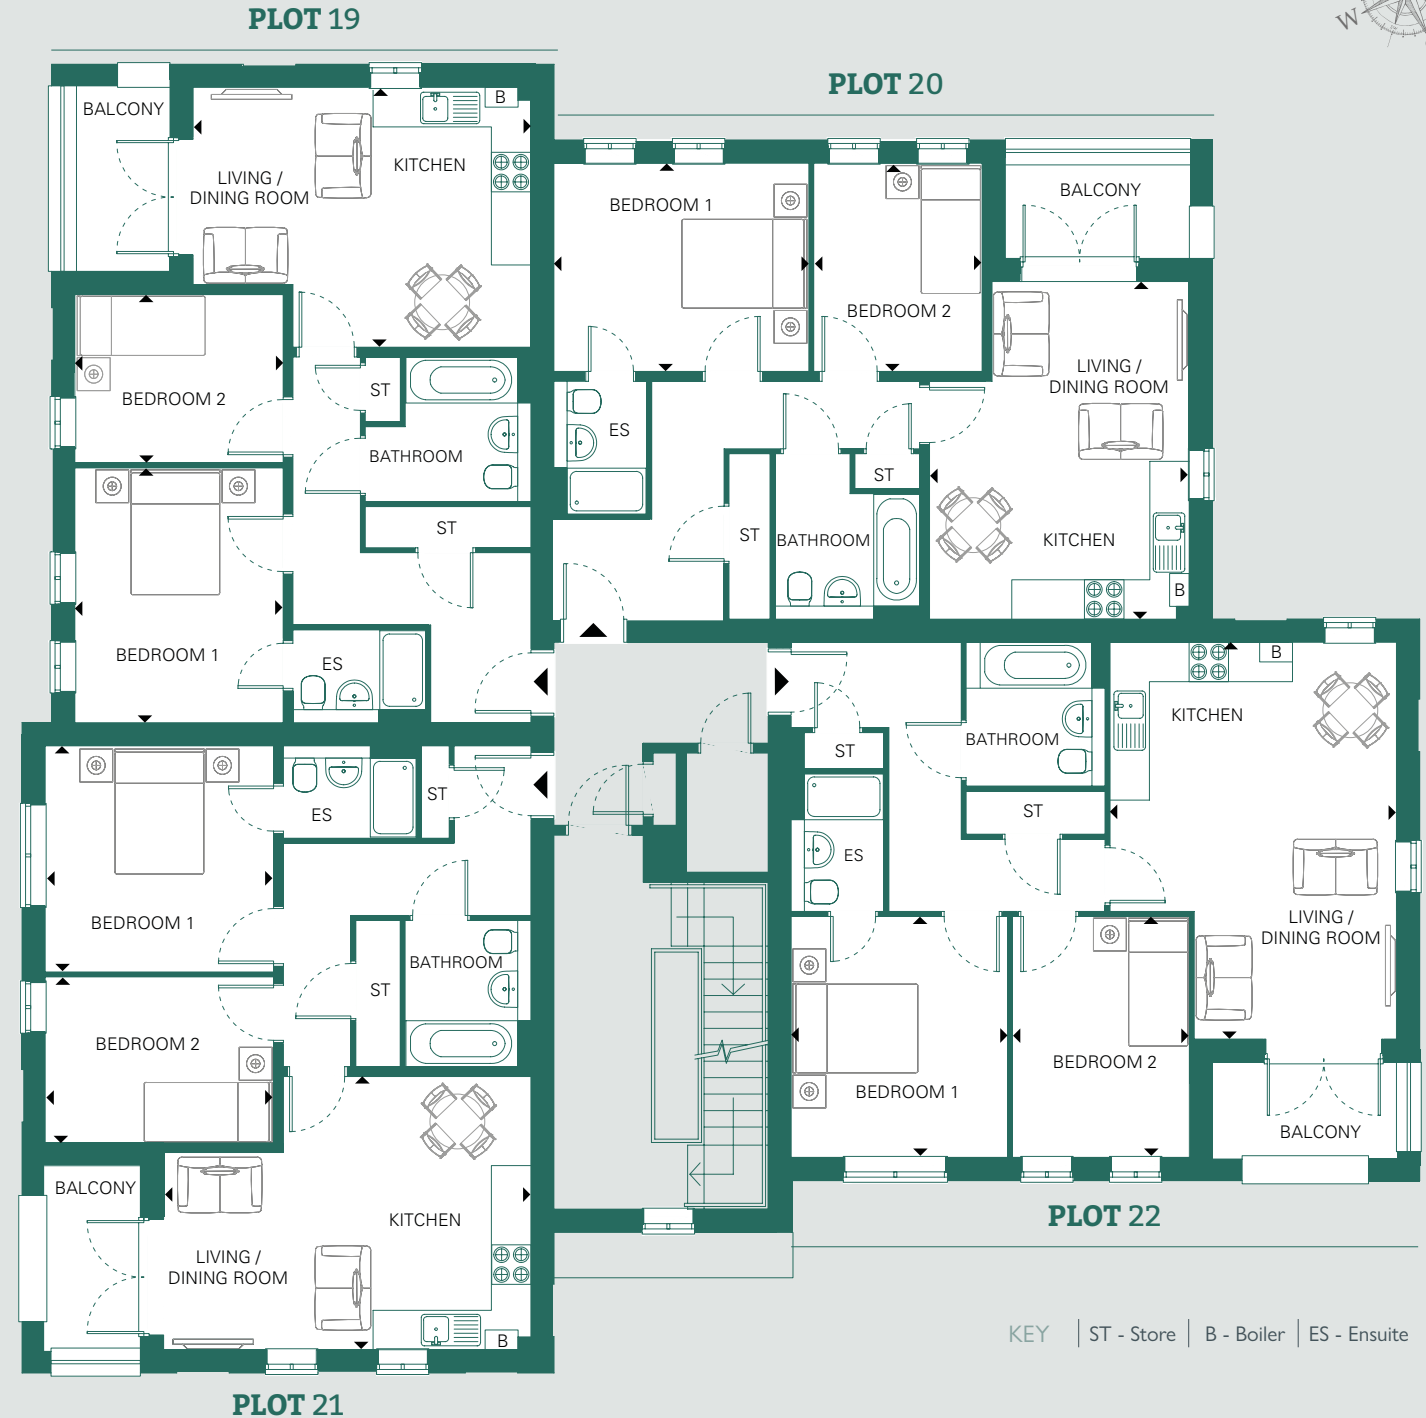 PLOT 19
W
PLOT 20
BALCONY
B
KITCHEN
LIVING /
DINING ROOM
BEDROOM 2
ST
BATHROOM
ST
BEDROOM 1
ES
BEDROOM 1
BEDROOM 2
BALCONY
LIVING /
DINING ROOM
ES
ST
ST
BATHROOM
KITCHEN
B
BEDROOM 1
ES
ST
BEDROOM 2
ST
BATHROOM
BALCONY
LIVING /
DINING ROOM
KITCHEN
B
ST
BATHROOM
ST
ES
B
KITCHEN
LIVING /
DINING ROOM
BEDROOM 1
BEDROOM 2
BALCONY
PLOT 22
KEY
ST - Store
B - Boiler
ES - Ensuite
PLOT 21